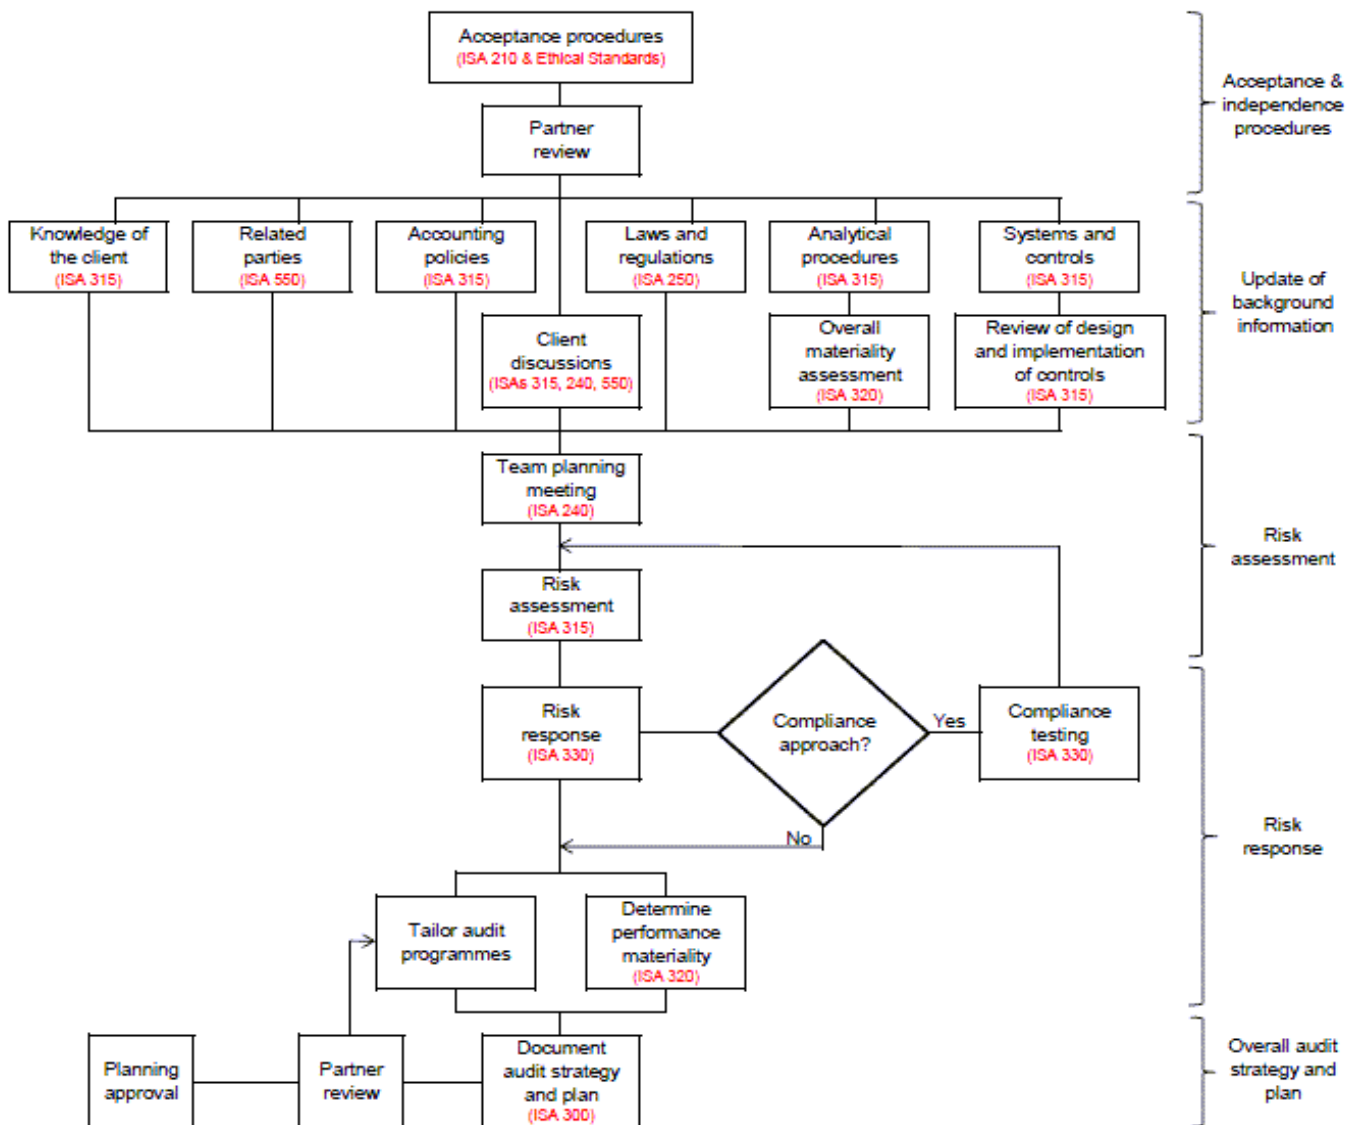 Acceptance procedures
(ISA 210 & Ethical Standards)
Acceptance &
independence
procedures
Partner
review
Knowledge of
the client
(ISA 315)
Related
parties
(ISA 550)
Accounting
policies
(ISA 315)
Laws and
regulations
(ISA 250)
Analytical
procedures
(ISA 315)
Systems and
controls
(ISA 315)
Update of
background
information
Client
discussions
(ISAs 315, 240, 550)
Overall
materiality
assessment
(ISA 320)
Review of design
and implementation
of controls
(ISA 315)
Team planning
meeting
(ISA 240)
Risk
assessment
Risk
assessment
(ISA 315)
Risk
response
(ISA 330)
Compliance
approach?
Yes
Compliance
testing
(ISA 330)
No
Risk
response
Tailor audit
programmes
Determine
performance
materiality
(ISA 320)
Planning
approval
Partner
review
Document
audit strategy
and plan
(ISA 300)
Overall audit
strategy and
plan